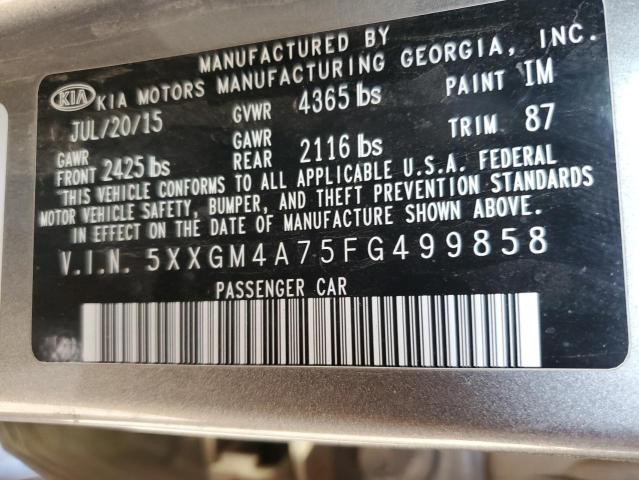 MANUFACTURED BY
KIA KIA MOTORS MANUFACTURING GEORGIA, INC.
JUL/20/15 GVWR 4365 lbs PAINT IM
GAWR FRONT 2425 lbs GAWR REAR 2116 lbs TRIM 87
THIS VEHICLE CONFORMS TO ALL APPLICABLE U.S.A. FEDERAL
MOTOR VEHICLE SAFETY, BUMPER, AND THEFT PREVENTION STANDARDS
IN EFFECT ON THE DATE OF MANUFACTURE SHOWN ABOVE.
V.I.N. 5XXGM4A75FG499858
PASSENGER CAR